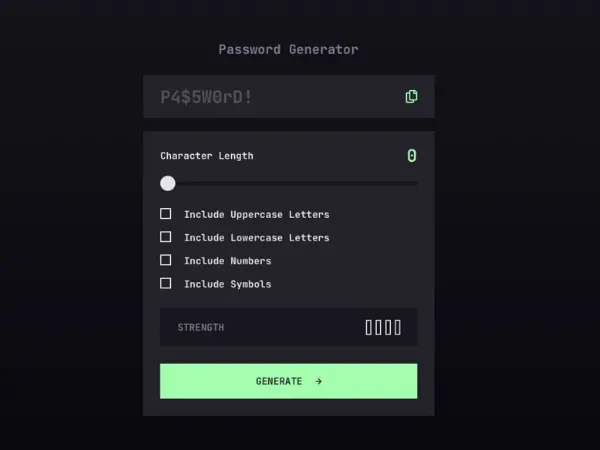 Password Generator
P4$5W0rD!
Character Length 0
Include Uppercase Letters
Include Lowercase Letters
Include Numbers
Include Symbols
STRENGTH
GENERATE →